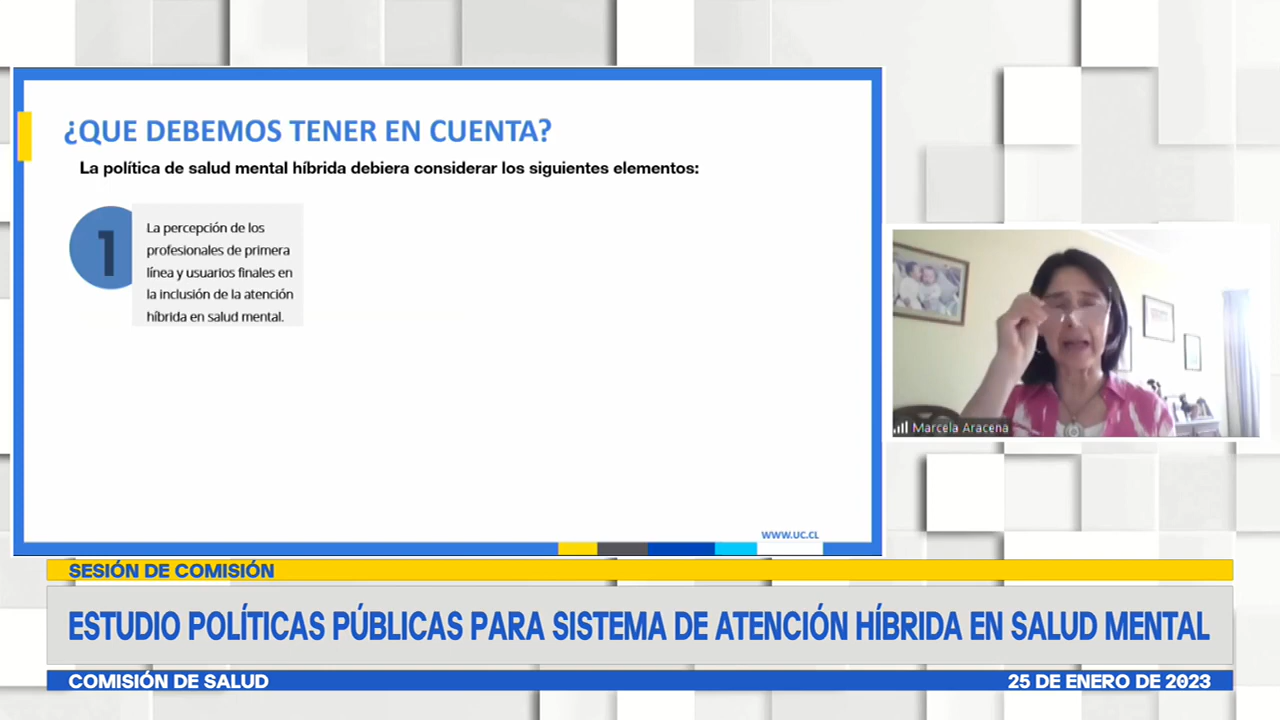 ¿QUE DEBEMOS TENER EN CUENTA?
La política de salud mental híbrida debiera considerar los siguientes elementos:
1
La percepción de los
profesionales de primera
línea y usuarios finales en
la inclusión de la atención
híbrida en salud mental.
WWW.UC.CL
Marcela Aracena
SESIÓN DE COMISIÓN
ESTUDIO POLÍTICAS PÚBLICAS PARA SISTEMA DE ATENCIÓN HÍBRIDA EN SALUD MENTAL
COMISIÓN DE SALUD
25 DE ENERO DE 2023